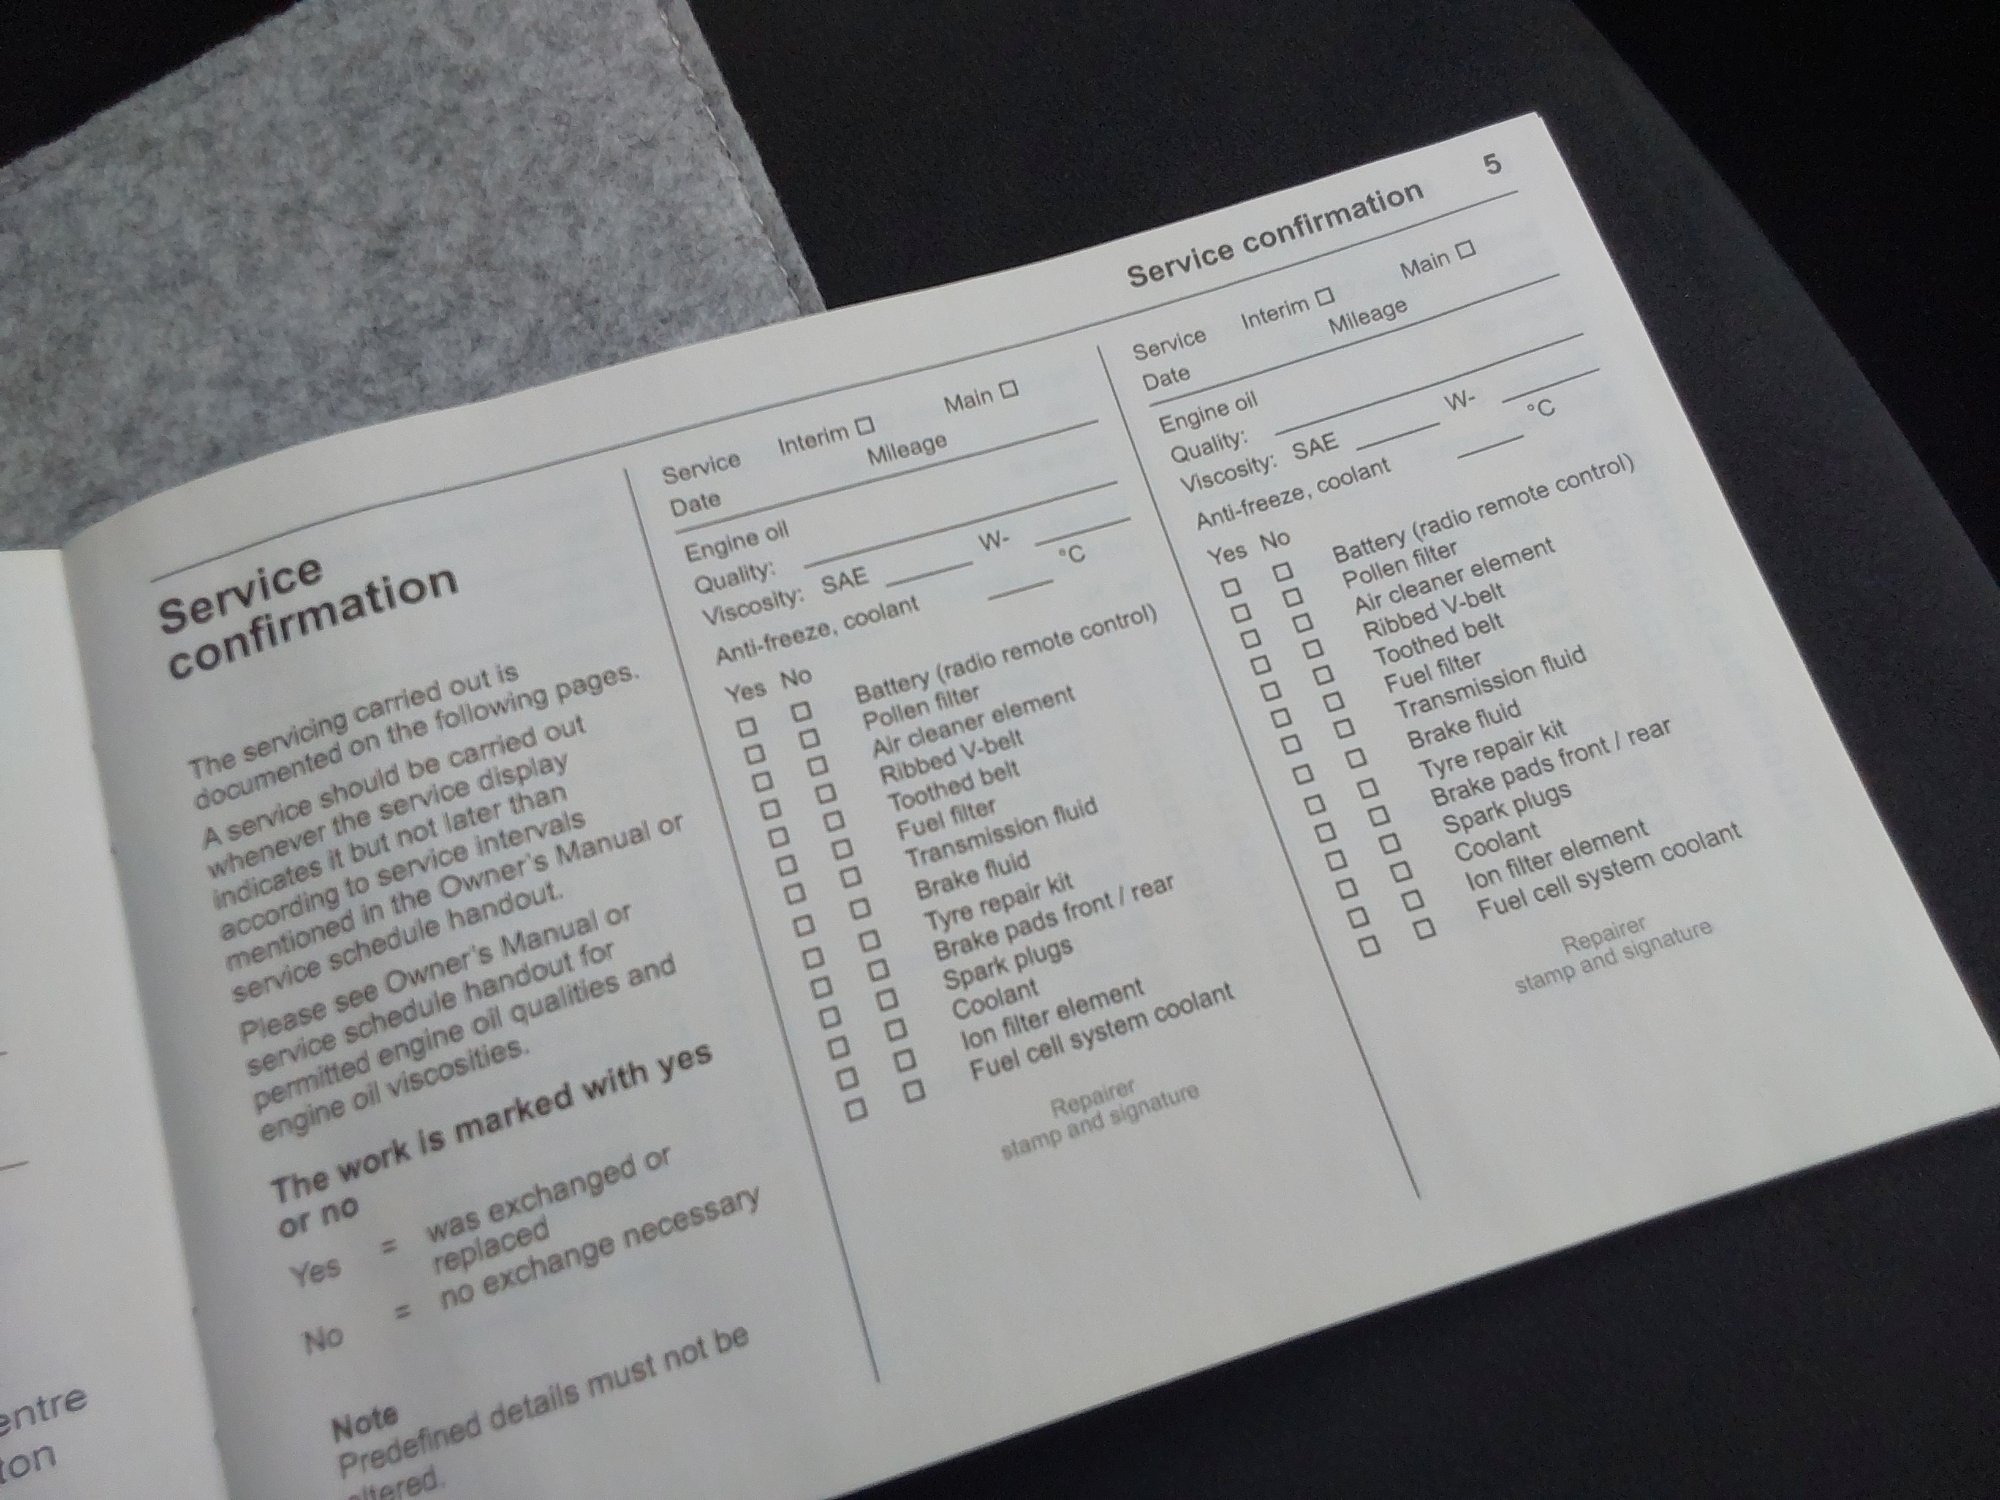 Service confirmation 5
Service
confirmation
The servicing carried out is
documented on the following pages.
A service should be carried out
whenever the service display
indicates it but not later than
according to service intervals
mentioned in the Owner's Manual or
service schedule handout.
Please see Owner's Manual or
service schedule handout for
permitted engine oil qualities and
engine oil viscosities.
The work is marked with yes
or no
Yes = was exchanged or
replaced
No = no exchange necessary
Note
Predefined details must not be
altered.
Service Interim □ Main □
Date Mileage
Engine oil
Quality:
Viscosity: SAE W-
Anti-freeze, coolant °C
Yes No
□ □ Battery (radio remote control)
□ □ Pollen filter
□ □ Air cleaner element
□ □ Ribbed V-belt
□ □ Toothed belt
□ □ Fuel filter
□ □ Transmission fluid
□ □ Brake fluid
□ □ Tyre repair kit
□ □ Brake pads front / rear
□ □ Spark plugs
□ □ Coolant
□ □ Ion filter element
□ □ Fuel cell system coolant
Repairer
stamp and signature
Service Interim □ Main □
Date Mileage
Engine oil
Quality:
Viscosity: SAE W-
Anti-freeze, coolant °C
Yes No
□ □ Battery (radio remote control)
□ □ Pollen filter
□ □ Air cleaner element
□ □ Ribbed V-belt
□ □ Toothed belt
□ □ Fuel filter
□ □ Transmission fluid
□ □ Brake fluid
□ □ Tyre repair kit
□ □ Brake pads front / rear
□ □ Spark plugs
□ □ Coolant
□ □ Ion filter element
□ □ Fuel cell system coolant
Repairer
stamp and signature